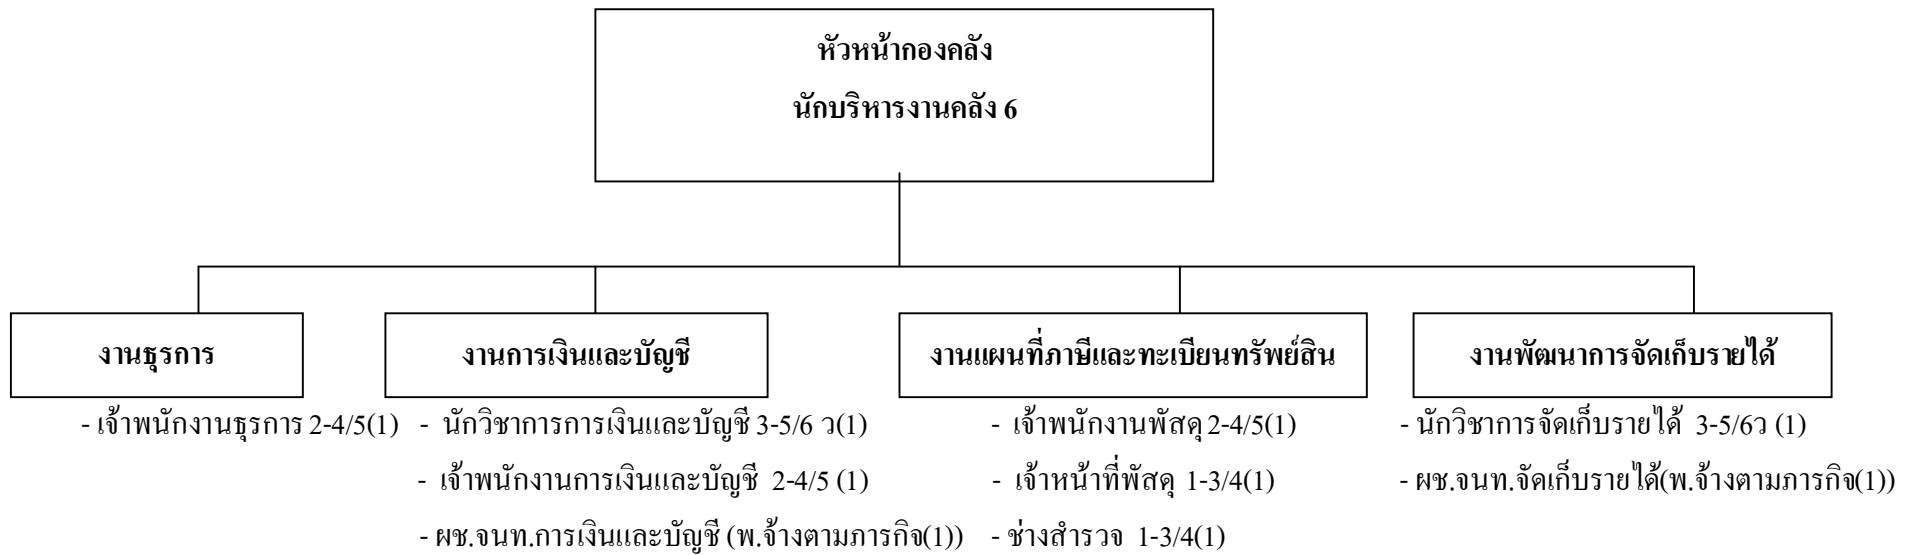 หัวหน้ากองคลัง
นักบริหารงานคลัง 6
งานธุรการ
- เจ้าพนักงานธุรการ 2-4/5(1)
งานการเงินและบัญชี
- นักวิชาการการเงินและบัญชี 3-5/6 ว(1)
- เจ้าพนักงานการเงินและบัญชี 2-4/5 (1)
- ผช.จนท.การเงินและบัญชี (พ.จ้างตามภารกิจ(1))
งานแผนที่ภาษีและทะเบียนทรัพย์สิน
- เจ้าพนักงานพัสดุ 2-4/5(1)
- เจ้าหน้าที่พัสดุ 1-3/4(1)
- ช่างสำรวจ 1-3/4(1)
งานพัฒนาการจัดเก็บรายได้
- นักวิชาการจัดเก็บรายได้ 3-5/6ว (1)
- ผช.จนท.จัดเก็บรายได้(พ.จ้างตามภารกิจ(1))